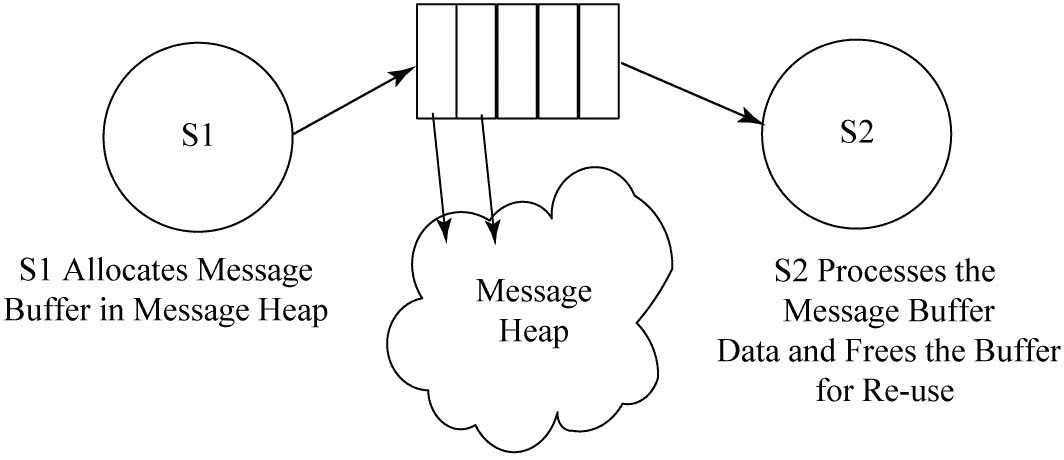 S1
S2
S1 Allocates Message
Buffer in Message Heap
Message
Heap
S2 Processes the
Message Buffer
Data and Frees the Buffer
for Re-use